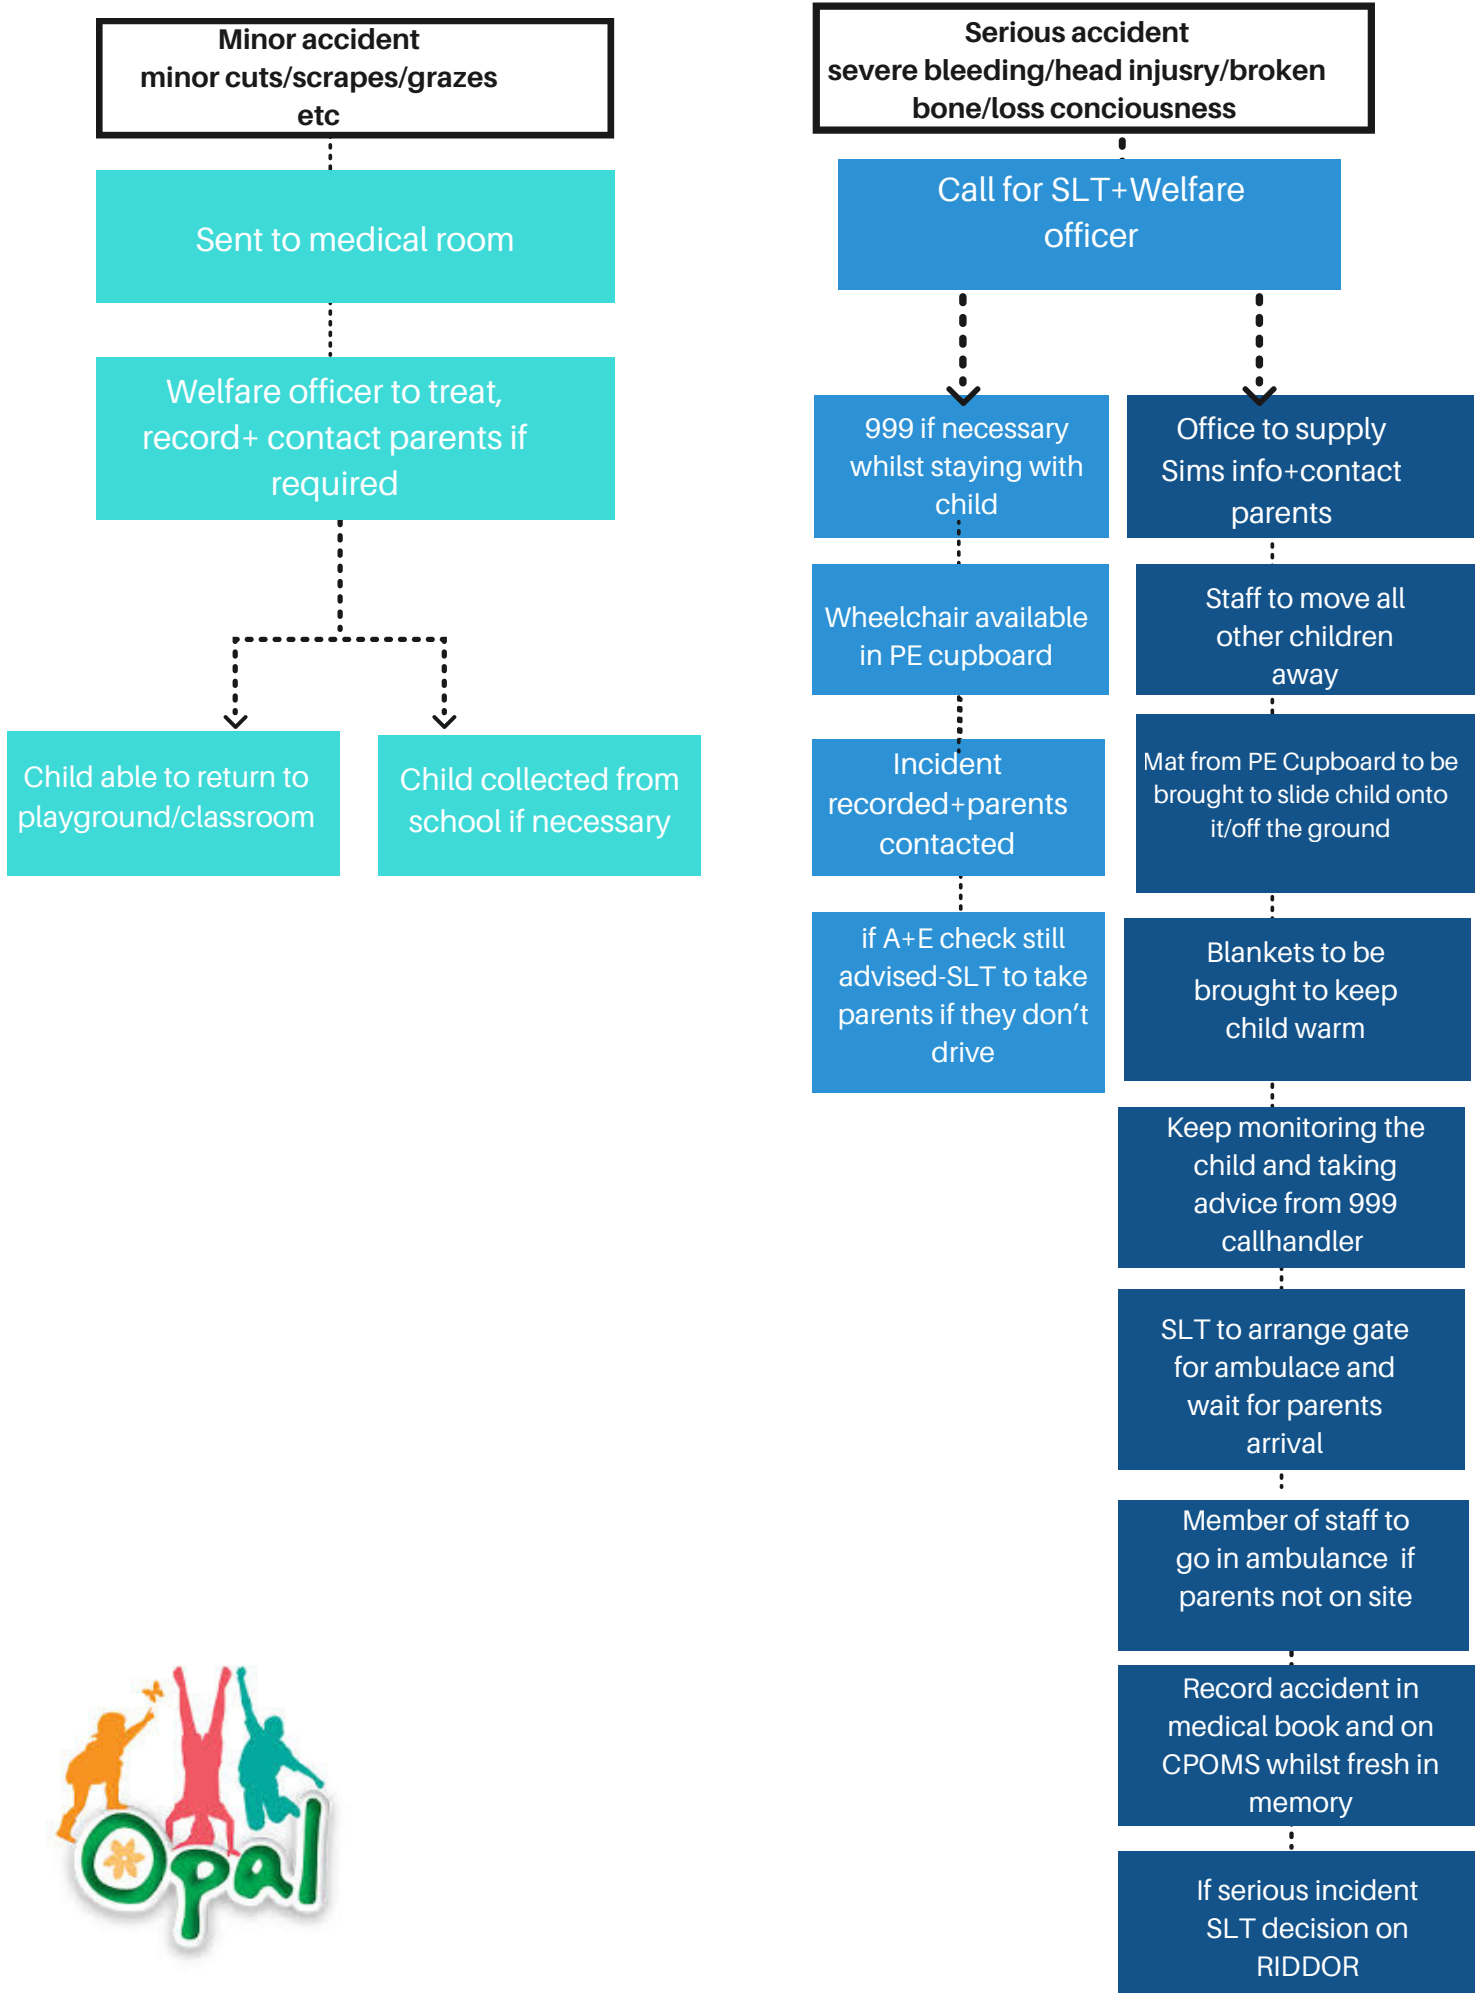 Minor accident
minor cuts/scrapes/grazes
etc
Sent to medical room
Welfare officer to treat,
record+ contact parents if
required
Child able to return to
playground/classroom
Child collected from
school if necessary
Serious accident
severe bleeding/head injusry/broken
bone/loss conciousness
Call for SLT+Welfare
officer
999 if necessary
whilst staying with
child
Wheelchair available
in PE cupboard
Incident
recorded+parents
contacted
if A+E check still
advised-SLT to take
parents if they don't
drive
Office to supply
Sims info+contact
parents
Staff to move all
other children
away
Mat from PE Cupboard to be
brought to slide child onto
it/off the ground
Blankets to be
brought to keep
child warm
Keep monitoring the
child and taking
advice from 999
callhandler
SLT to arrange gate
for ambulace and
wait for parents
arrival
Member of staff to
go in ambulance  if
parents not on site
Record accident in
medical book and on
CPOMS whilst fresh in
memory
If serious incident
SLT decision on
RIDDOR
Opal